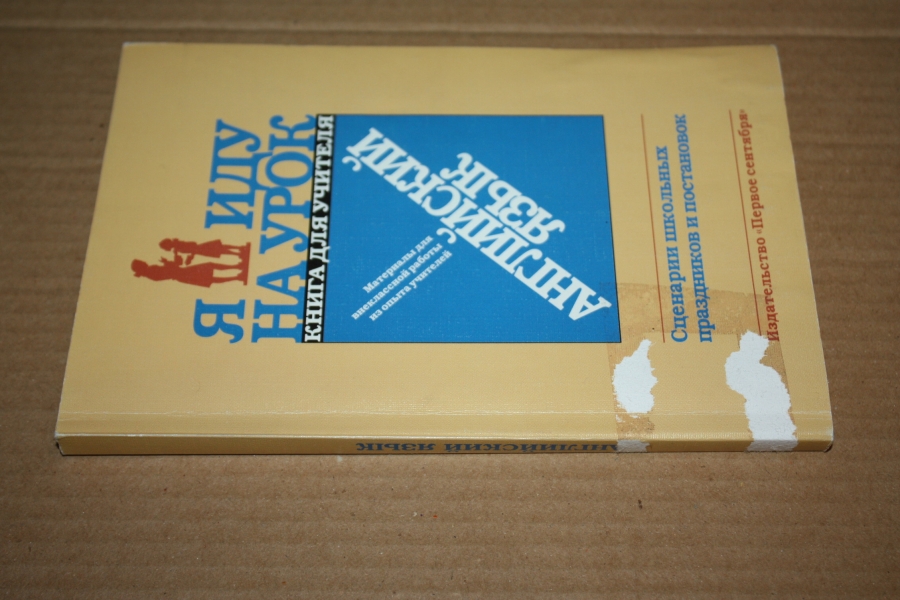 Я ИДУ
НА УРОК
КНИГА ДЛЯ УЧИТЕЛЯ
АНГЛИЙСКИЙ
ЯЗЫК
Материалы для
внеклассной работы
из опыта учителей
Сценарии школьных
праздников и постановок
Издательство «Первое сентября»
АНГЛИЙСКИЙ ЯЗЫК